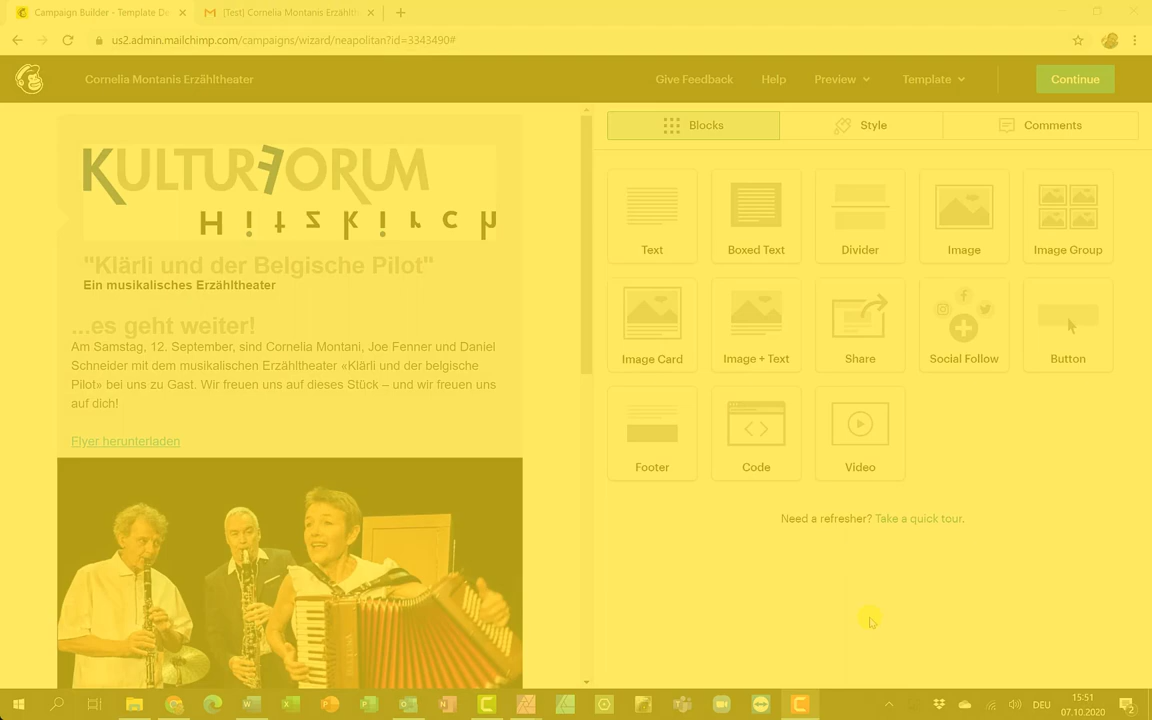 Campaign Builder - Template De
[Test] Cornelia Montanis Erzählth
us2.admin.mailchimp.com/campaigns/wizard/neapolitan?id=3343490#
Cornelia Montanis Erzähltheater
Give Feedback
Help
Preview
Template
Continue
Blocks
Style
Comments
KULTURFORUM
Hitzkirch
"Klärli und der Belgische Pilot"
Ein musikalisches Erzähltheater
...es geht weiter!
Am Samstag, 12. September, sind Cornelia Montani, Joe Fenner und Daniel
Schneider mit dem musikalischen Erzähltheater «Klärli und der belgische
Pilot» bei uns zu Gast. Wir freuen uns auf dieses Stück – und wir freuen uns
auf dich!
Flyer herunterladen
Text
Boxed Text
Divider
Image
Image Group
Image Card
Image + Text
Share
Social Follow
Button
Footer
Code
Video
Need a refresher? Take a quick tour.
DEU
15:51
07.10.2020
2